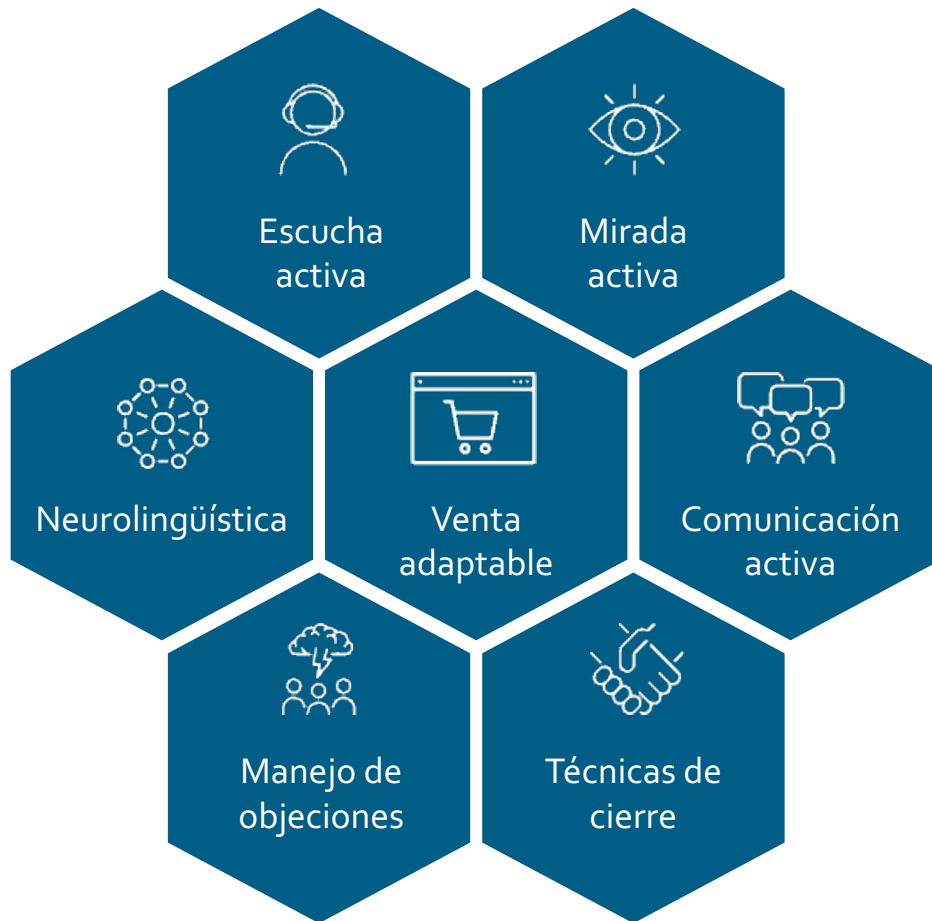 Escucha
activa
Mirada
activa
Neurolingüística
Venta
adaptable
Comunicación
activa
Manejo de
objeciones
Técnicas de
cierre